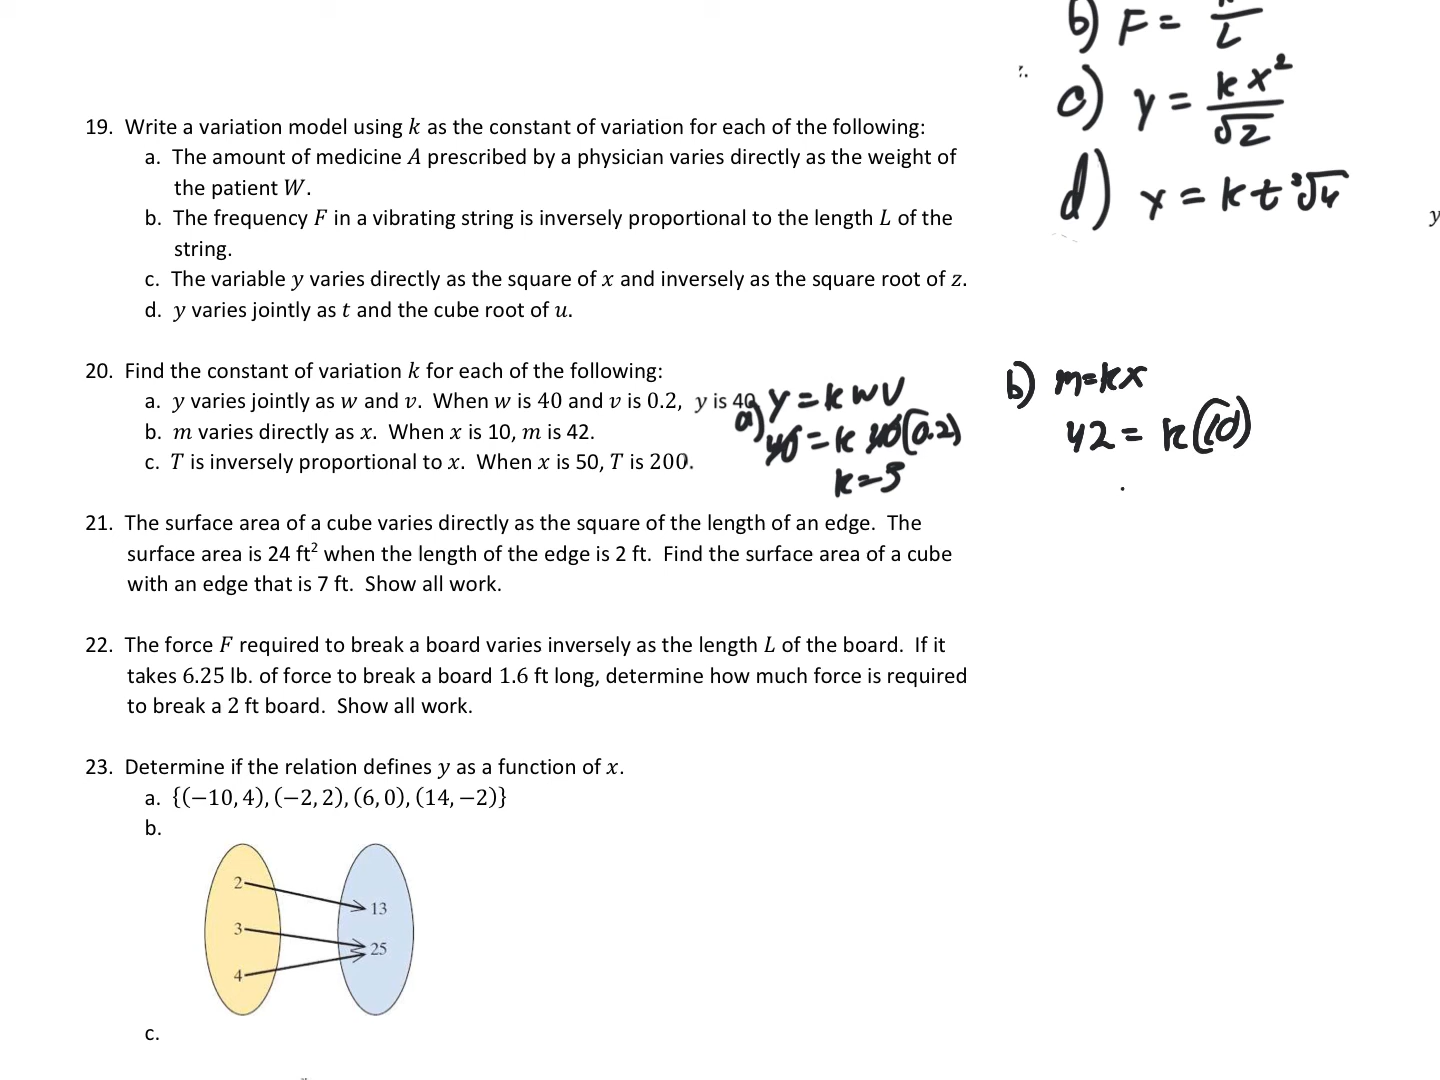 b) F = k/L
c) y = kx²/√z
d) y = kt ³√u
y
19. Write a variation model using k as the constant of variation for each of the following:
a. The amount of medicine A prescribed by a physician varies directly as the weight of
the patient W.
b. The frequency F in a vibrating string is inversely proportional to the length L of the
string.
c. The variable y varies directly as the square of x and inversely as the square root of z.
d. y varies jointly as t and the cube root of u.
20. Find the constant of variation k for each of the following:
a. y varies jointly as w and v. When w is 40 and v is 0.2, y is 40.
b. m varies directly as x. When x is 10, m is 42.
c. T is inversely proportional to x. When x is 50, T is 200.
a) y = kwv
40 = k 40(0.2)
k=5
b) m=kx
42 = k(10)
21. The surface area of a cube varies directly as the square of the length of an edge. The
surface area is 24 ft² when the length of the edge is 2 ft. Find the surface area of a cube
with an edge that is 7 ft. Show all work.
22. The force F required to break a board varies inversely as the length L of the board. If it
takes 6.25 lb. of force to break a board 1.6 ft long, determine how much force is required
to break a 2 ft board. Show all work.
23. Determine if the relation defines y as a function of x.
a. {(−10, 4), (−2, 2), (6, 0), (14, −2)}
b.
2
13
3
25
4
c.